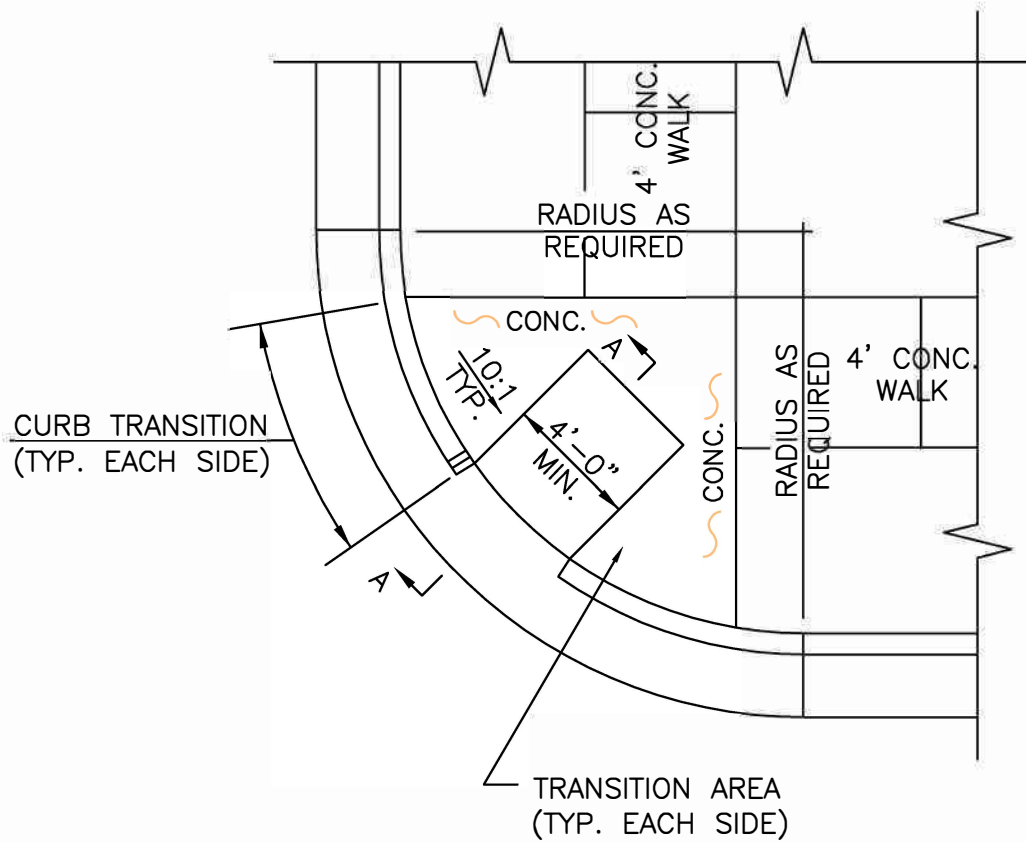 4' CONC.
WALK
RADIUS AS
REQUIRED
CONC.
A
10:1
TYP.
4'-0"
MIN.
CONC.
RADIUS AS
REQUIRED
4' CONC.
WALK
CURB TRANSITION
(TYP. EACH SIDE)
A
TRANSITION AREA
(TYP. EACH SIDE)